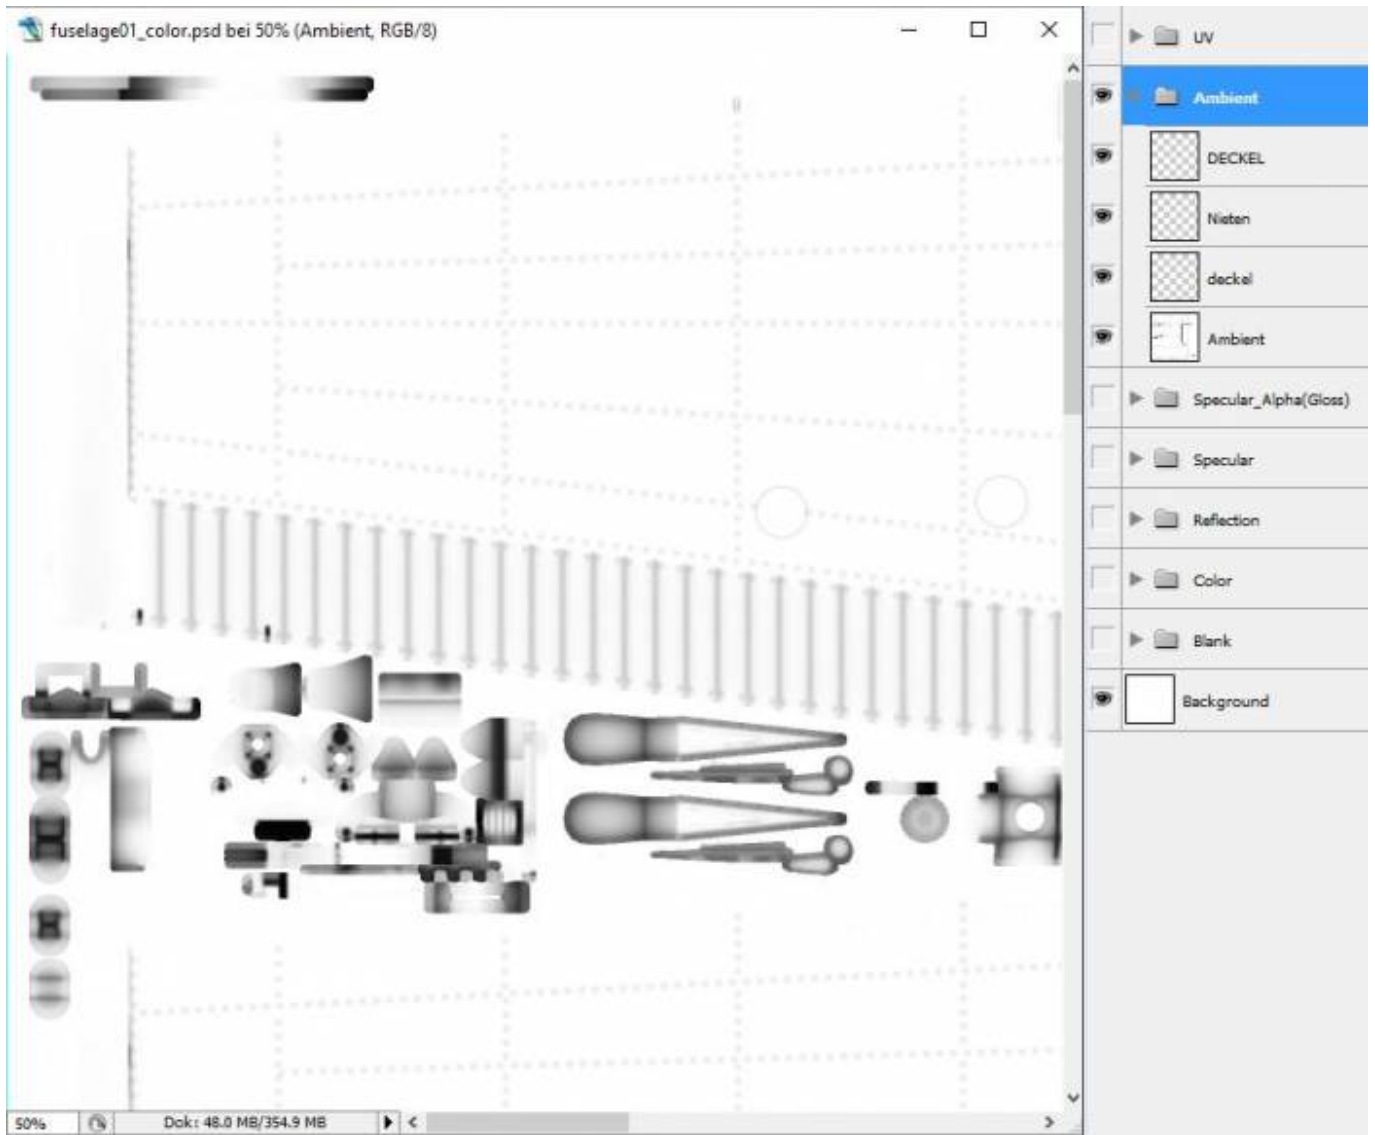 fuselage01_color.psd bei 50% (Ambient, RGB/8)
UV
Ambient
DECKEL
Nieten
deckel
Ambient
Specular_Alpha(Gloss)
Specular
Reflection
Color
Blank
Background
50%
Dok: 48.0 MB/354.9 MB